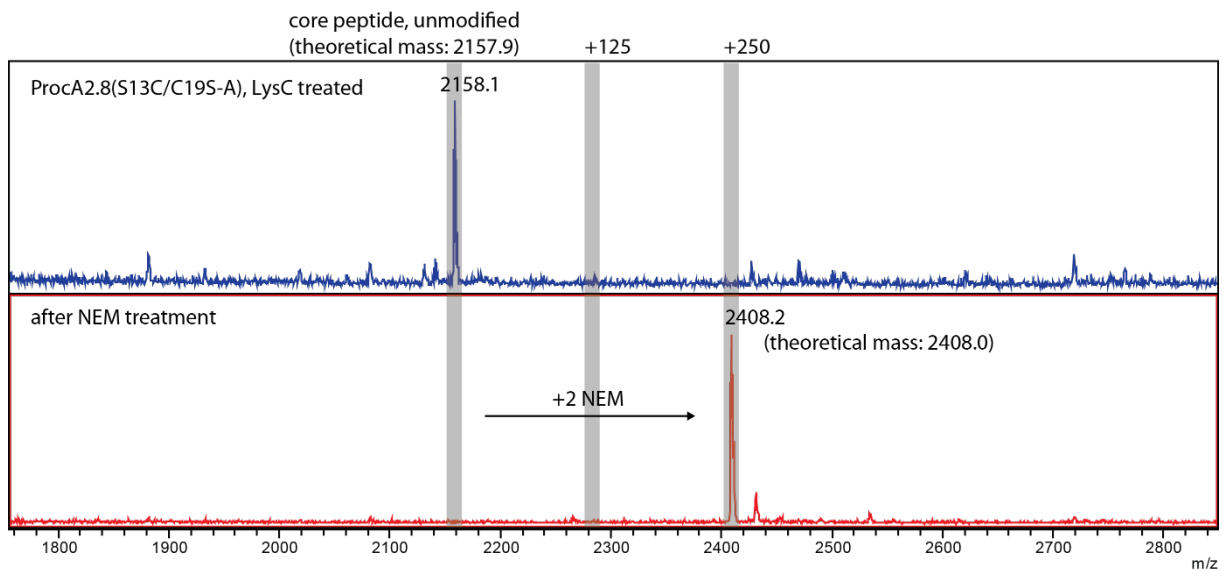 core peptide, unmodified
(theoretical mass: 2157.9)
+125
+250
ProcA2.8(S13C/C19S-A), LysC treated
2158.1
after NEM treatment
2408.2
(theoretical mass: 2408.0)
+2 NEM
1800 1900 2000 2100 2200 2300 2400 2500 2600 2700 2800
m/z